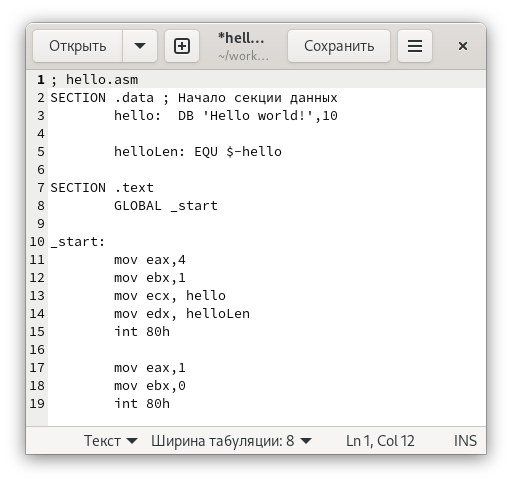 Открыть
*hell...
~/work...
Сохранить
1 ; hello.asm
2 SECTION .data ; Начало секции данных
3 hello: DB 'Hello world!',10
4
5 helloLen: EQU $-hello
6
7 SECTION .text
8 GLOBAL _start
9
10 _start:
11 mov eax,4
12 mov ebx,1
13 mov ecx, hello
14 mov edx, helloLen
15 int 80h
16
17 mov eax,1
18 mov ebx,0
19 int 80h
Текст Ширина табуляции: 8 Ln 1, Col 12 INS